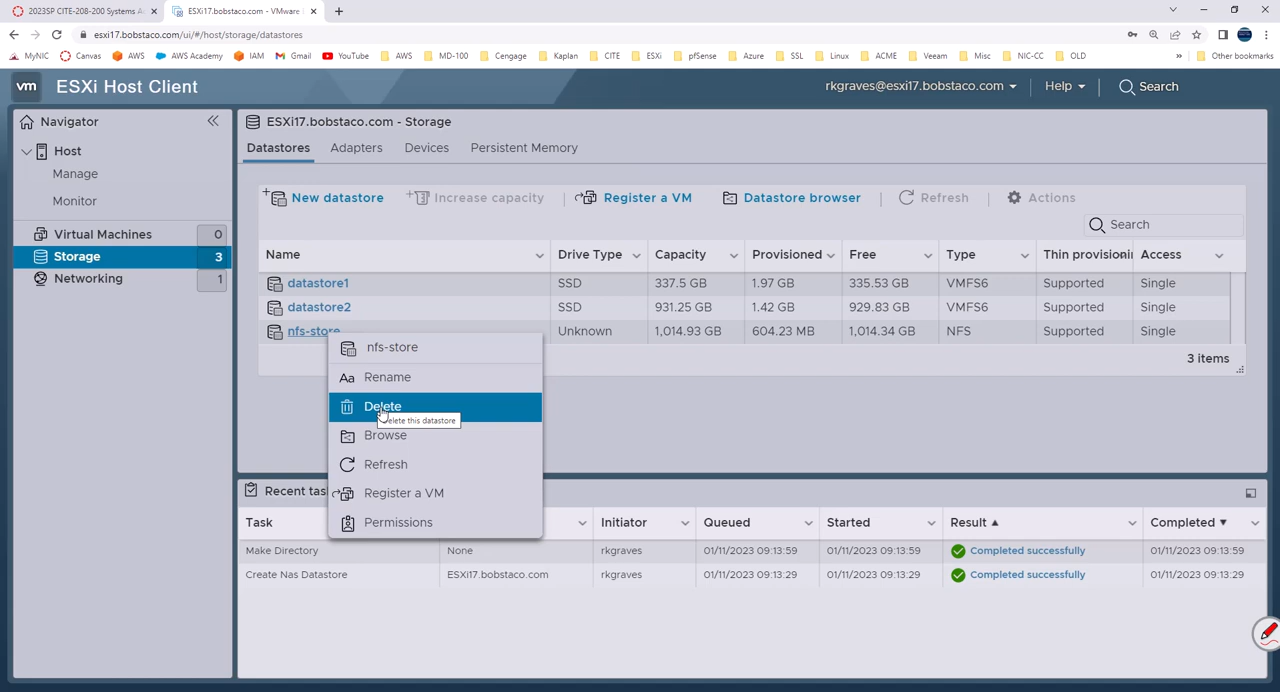 2023SP CITE-208-200 Systems A
ESXi17.bobstaco.com - VMware
esxi17.bobstaco.com/ui/#/host/storage/datastores
MyNIC Canvas AWS AWS Academy IAM Gmail YouTube AWS MD-100 Cengage Kaplan CITE ESXi pfSense Azure SSL Linux ACME Veeam Misc NIC-CC OLD » Other bookmarks
vm ESXi Host Client
rkgraves@esxi17.bobstaco.com Help Search
Navigator
Host
Manage
Monitor
Virtual Machines 0
Storage 3
Networking 1
ESXi17.bobstaco.com - Storage
Datastores Adapters Devices Persistent Memory
New datastore Increase capacity Register a VM Datastore browser Refresh Actions
Search
Name Drive Type Capacity Provisioned Free Type Thin provisionin Access
datastore1 SSD 337.5 GB 1.97 GB 335.53 GB VMFS6 Supported Single
datastore2 SSD 931.25 GB 1.42 GB 929.83 GB VMFS6 Supported Single
nfs-store Unknown 1,014.93 GB 604.23 MB 1,014.34 GB NFS Supported Single
3 items
nfs-store
Aa Rename
Delete
Delete this datastore
Browse
Refresh
Register a VM
Permissions
Recent tas
Task Initiator Queued Started Result Completed
Make Directory None rkgraves 01/11/2023 09:13:59 01/11/2023 09:13:59 Completed successfully 01/11/2023 09:13:59
Create Nas Datastore ESXi17.bobstaco.com rkgraves 01/11/2023 09:13:29 01/11/2023 09:13:29 Completed successfully 01/11/2023 09:13:29